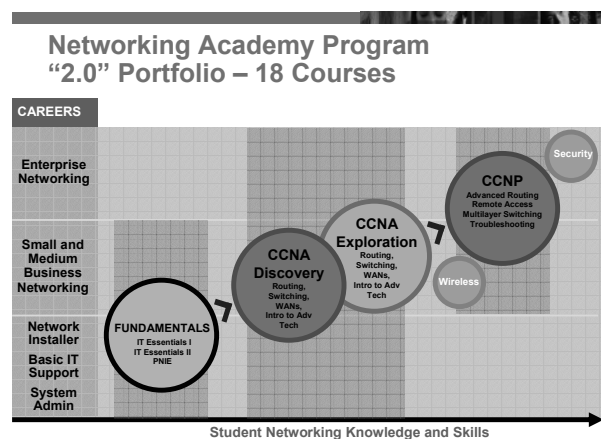 Networking Academy Program
“2.0” Portfolio – 18 Courses
CAREERS
Enterprise
Networking
Small and
Medium
Business
Networking
Network
Installer
Basic IT
Support
System
Admin
FUNDAMENTALS
IT Essentials I
IT Essentials II
PNIE
CCNA
Discovery
Routing,
Switching,
WANs,
Intro to Adv
Tech
CCNA
Exploration
Routing,
Switching,
WANs,
Intro to Adv
Tech
CCNP
Advanced Routing
Remote Access
Multilayer Switching
Troubleshooting
Security
Wireless
Student Networking Knowledge and Skills